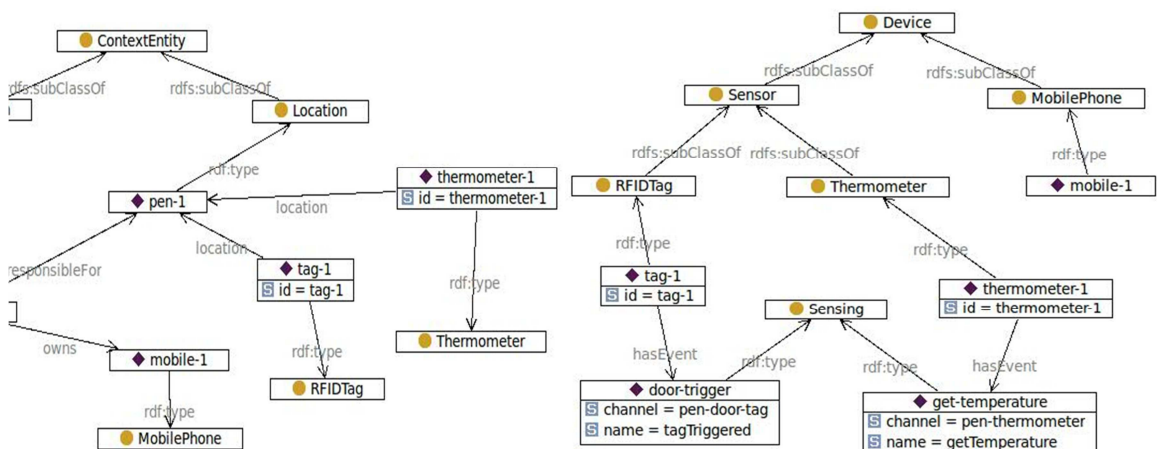 ContextEntity
rdfs:subClassOf
rdfs:subClassOf
Location
rdf:type
pen-1
thermometer-1
S id = thermometer-1
location
location
responsibleFor
tag-1
S id = tag-1
rdf:type
Thermometer
owns
mobile-1
rdf:type
RFIDTag
rdf:type
MobilePhone
Device
rdfs:subClassOf
rdfs:subClassOf
Sensor
MobilePhone
rdfs:subClassOf
rdfs:subClassOf
rdf:type
RFIDTag
Thermometer
mobile-1
rdf:type
rdf:type
tag-1
S id = tag-1
thermometer-1
S id = thermometer-1
Sensing
hasEvent
rdf:type
rdf:type
hasEvent
door-trigger
S channel = pen-door-tag
S name = tagTriggered
get-temperature
S channel = pen-thermometer
S name = getTemperature